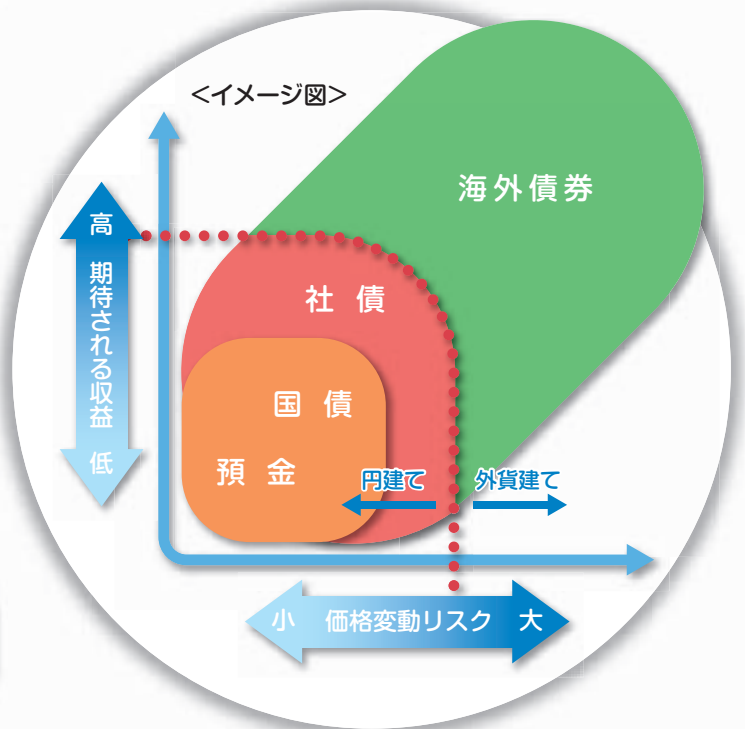 <イメージ図>
海外債券
高
期待される収益
低
社債
国債
預金
円建て
外貨建て
小 価格変動リスク 大